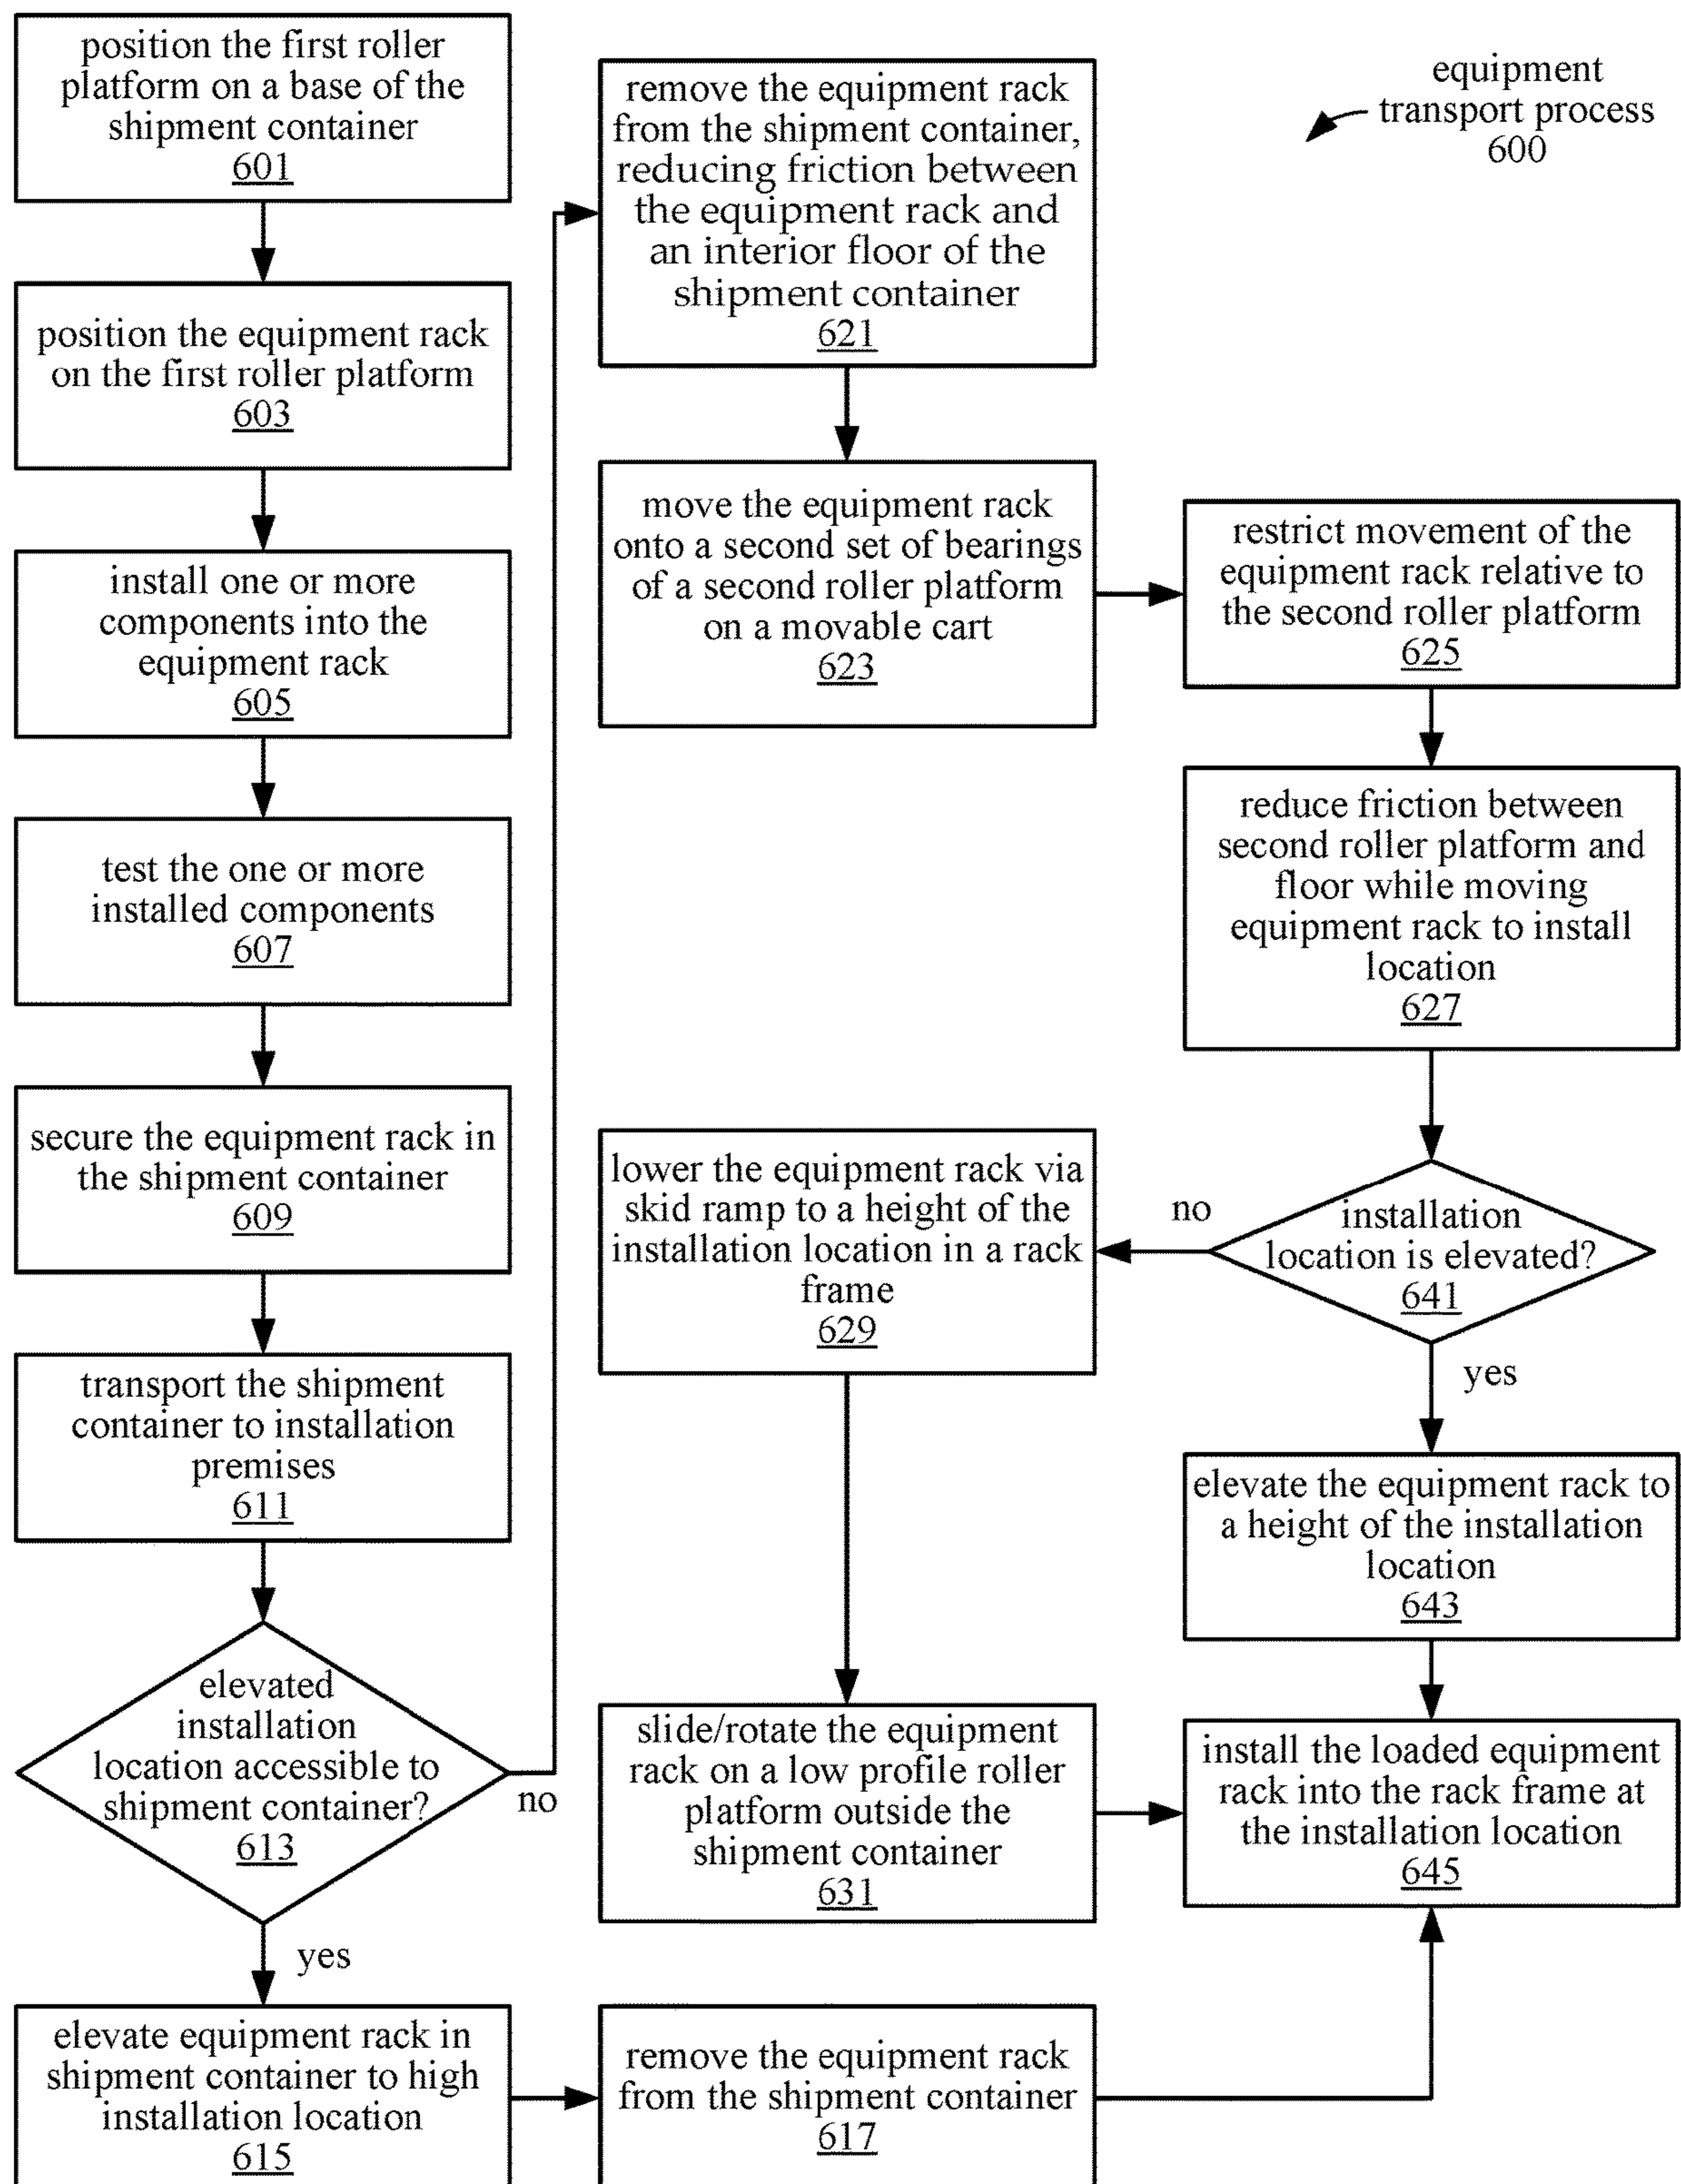 position the first roller
platform on a base of the
shipment container
601
position the equipment rack
on the first roller platform
603
install one or more
components into the
equipment rack
605
test the one or more
installed components
607
secure the equipment rack in
the shipment container
609
transport the shipment
container to installation
premises
611
elevated
installation
location accessible to
shipment container?
613
no
yes
elevate equipment rack in
shipment container to high
installation location
615
remove the equipment rack
from the shipment container
617
remove the equipment rack
from the shipment container,
reducing friction between
the equipment rack and
an interior floor of the
shipment container
621
move the equipment rack
onto a second set of bearings
of a second roller platform
on a movable cart
623
equipment
transport process
600
restrict movement of the
equipment rack relative to
the second roller platform
625
reduce friction between
second roller platform and
floor while moving
equipment rack to install
location
627
installation
location is elevated?
641
no
yes
lower the equipment rack via
skid ramp to a height of the
installation location in a rack
frame
629
slide/rotate the equipment
rack on a low profile roller
platform outside the
shipment container
631
elevate the equipment rack to
a height of the installation
location
643
install the loaded equipment
rack into the rack frame at
the installation location
645